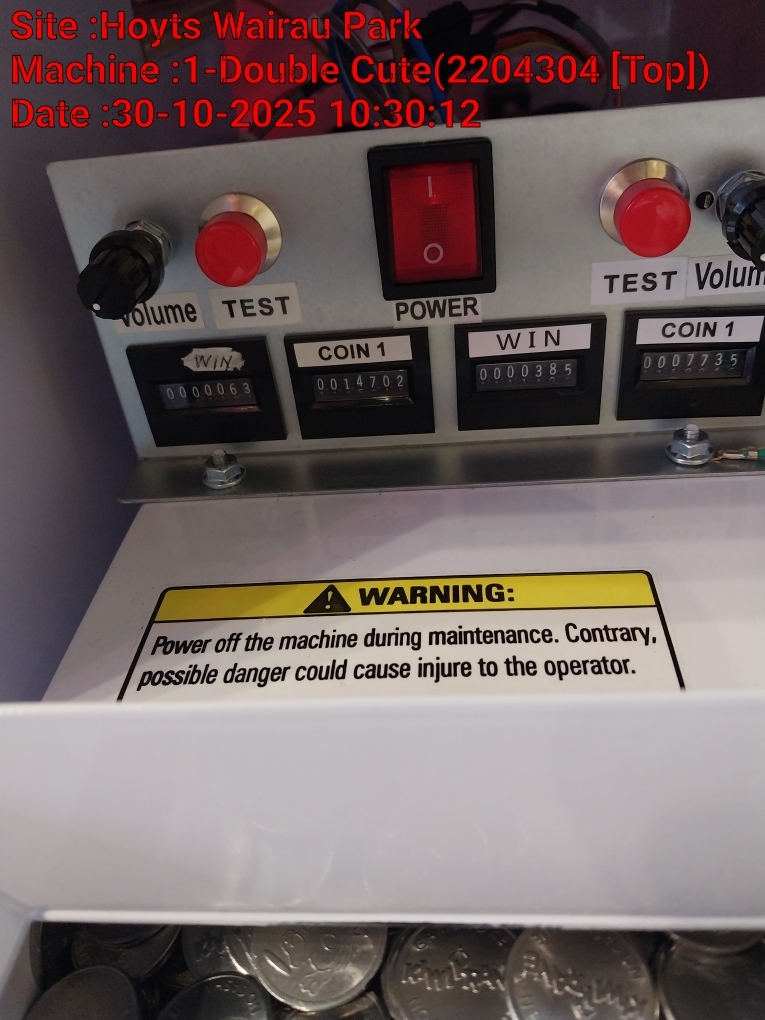 Site :Hoyts Wairau Park
Machine :1-Double Cute(2204304 [Top])
Date :30-10-2025 10:30:12
Volume
TEST
POWER
TEST
Volum
WIN
COIN 1
WIN
COIN 1
0000063
0014702
0000385
0007735
WARNING:
Power off the machine during maintenance. Contrary,
possible danger could cause injure to the operator.